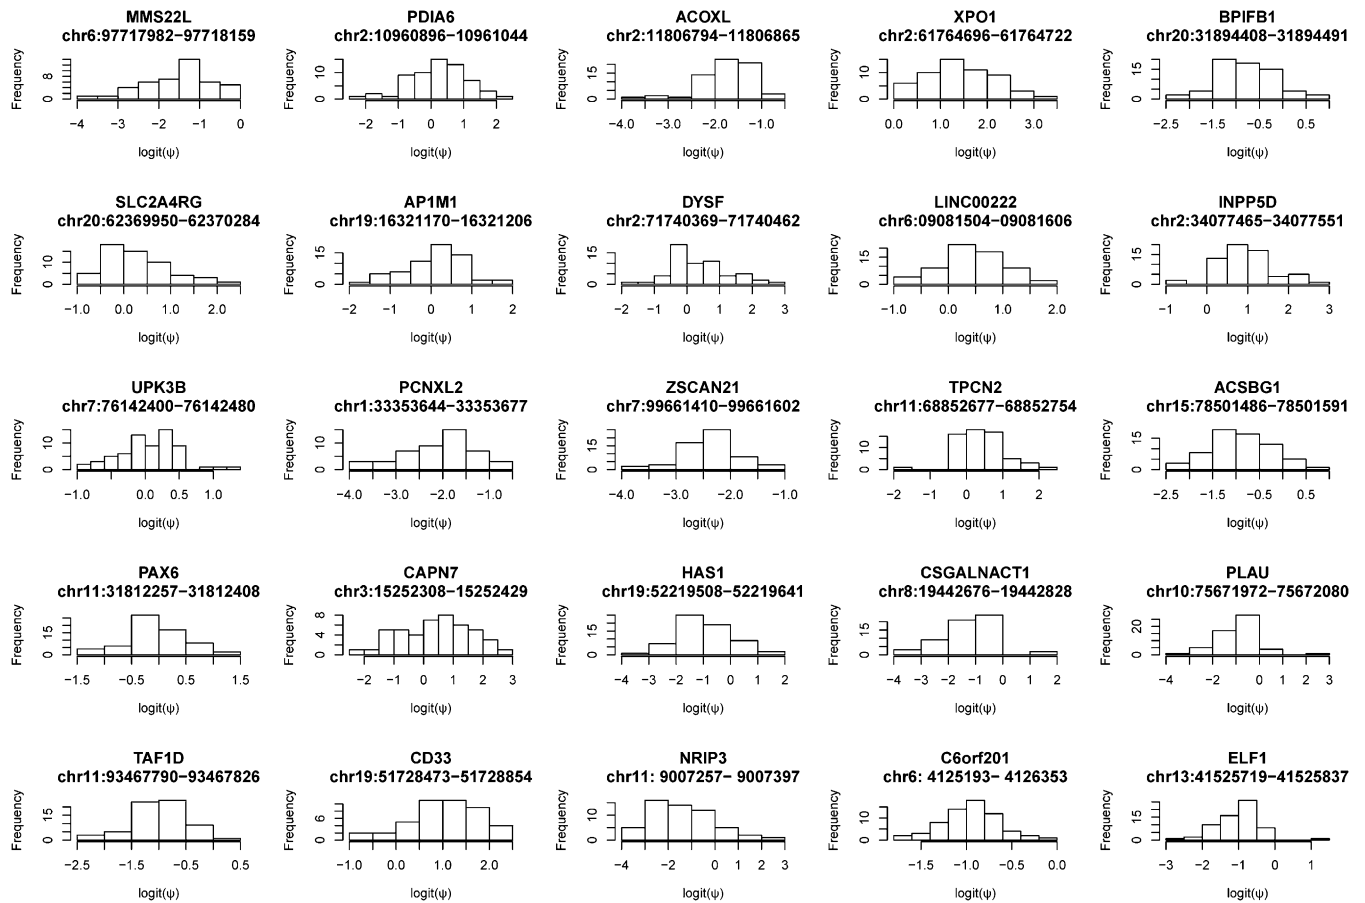 MMS22L
chr6:97717982−97718159
Frequency
0 8
−4 −3 −2 −1 0
logit(ψ)
PDIA6
chr2:10960896−10961044
Frequency
0 10
−2 −1 0 1 2
logit(ψ)
ACOXL
chr2:11806794−11806865
Frequency
0 15
−4.0 −3.0 −2.0 −1.0
logit(ψ)
XPO1
chr2:61764696−61764722
Frequency
0 10
0.0 1.0 2.0 3.0
logit(ψ)
BPIFB1
chr20:31894408−31894491
Frequency
0 15
−2.5 −1.5 −0.5 0.5
logit(ψ)
SLC2A4RG
chr20:62369950−62370284
Frequency
0 10
−1.0 0.0 1.0 2.0
logit(ψ)
AP1M1
chr19:16321170−16321206
Frequency
0 15
−2 −1 0 1 2
logit(ψ)
DYSF
chr2:71740369−71740462
Frequency
0 10
−2 −1 0 1 2 3
logit(ψ)
LINC00222
chr6:09081504−09081606
Frequency
0 15
−1.0 0.0 1.0 2.0
logit(ψ)
INPP5D
chr2:34077465−34077551
Frequency
0 15
−1 0 1 2 3
logit(ψ)
UPK3B
chr7:76142400−76142480
Frequency
0 10
−1.0 0.0 0.5 1.0
logit(ψ)
PCNXL2
chr1:33353644−33353677
Frequency
0 10
−4.0 −3.0 −2.0 −1.0
logit(ψ)
ZSCAN21
chr7:99661410−99661602
Frequency
0 15
−4.0 −3.0 −2.0 −1.0
logit(ψ)
TPCN2
chr11:68852677−68852754
Frequency
0 10
−2 −1 0 1 2
logit(ψ)
ACSBG1
chr15:78501486−78501591
Frequency
0 15
−2.5 −1.5 −0.5 0.5
logit(ψ)
PAX6
chr11:31812257−31812408
Frequency
0 15
−1.5 −0.5 0.5 1.5
logit(ψ)
CAPN7
chr3:15252308−15252429
Frequency
0 4 8
−2 −1 0 1 2 3
logit(ψ)
HAS1
chr19:52219508−52219641
Frequency
0 15
−4 −3 −2 −1 0 1 2
logit(ψ)
CSGALNACT1
chr8:19442676−19442828
Frequency
0 15
−4 −3 −2 −1 0 1 2
logit(ψ)
PLAU
chr10:75671972−75672080
Frequency
0 20
−4 −2 0 1 2 3
logit(ψ)
TAF1D
chr11:93467790−93467826
Frequency
0 15
−2.5 −1.5 −0.5 0.5
logit(ψ)
CD33
chr19:51728473−51728854
Frequency
0 6
−1.0 0.0 1.0 2.0
logit(ψ)
NRIP3
chr11: 9007257− 9007397
Frequency
0 10
−4 −2 0 1 2 3
logit(ψ)
C6orf201
chr6: 4125193− 4126353
Frequency
0 10
−1.5 −1.0 −0.5 0.0
logit(ψ)
ELF1
chr13:41525719−41525837
Frequency
0 15
−3 −2 −1 0 1
logit(ψ)